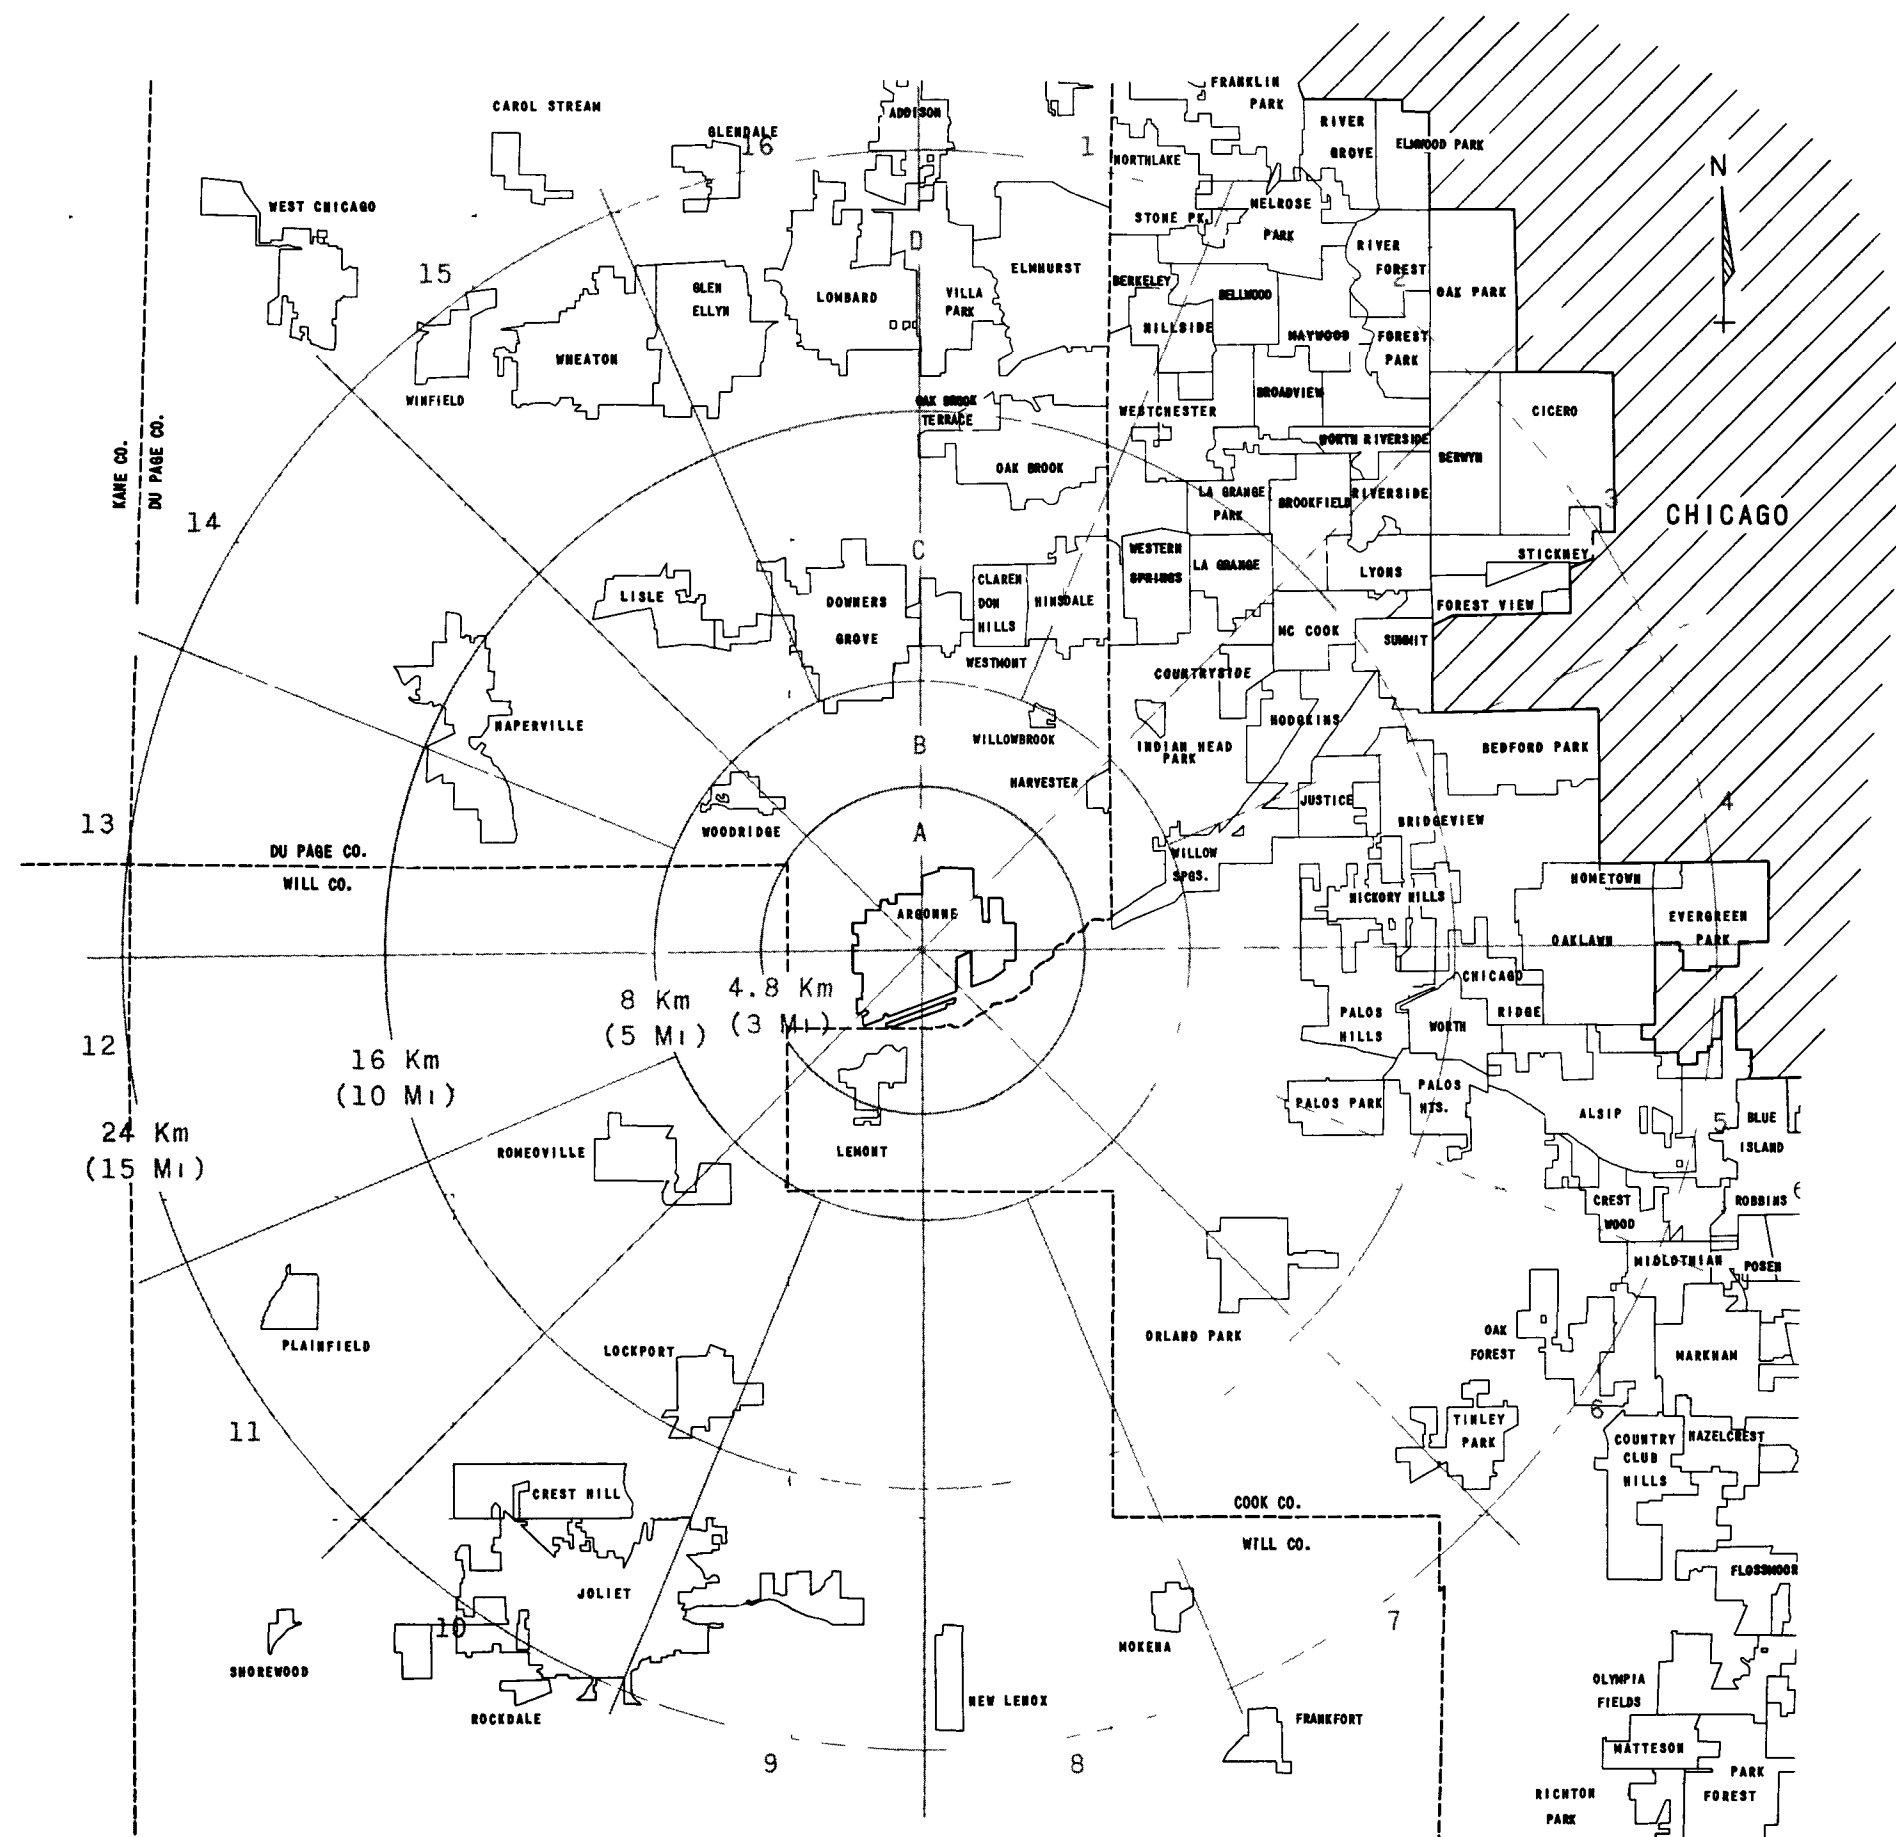 FRANKLIN
PARK
CAROL STREAM
ADDISON
GLENDALE
16
1
NORTHLAKE
RIVER
GROVE
ELMWOOD PARK
N
WEST CHICAGO
STONE PK.
MELROSE
PARK
D
RIVER
FOREST
2
15
GLEN
ELLYN
LOMBARD
VILLA
PARK
ELMHURST
BERKELEY
BELLWOOD
OAK PARK
HILLSIDE
MAYWOOD
FOREST
PARK
WHEATON
WINFIELD
OAK BROOK
TERRACE
WESTCHESTER
BROADVIEW
CICERO
NORTH RIVERSIDE
BERWYN
KANE CO.
DU PAGE CO.
OAK BROOK
LA GRANGE
PARK
BROOKFIELD
RIVERSIDE
3
CHICAGO
14
C
WESTERN
SPRINGS
LA GRANGE
STICKNEY
LYONS
LISLE
DOWNERS
GROVE
CLAREN
DON
HILLS
HINSDALE
FOREST VIEW
MC COOK
SUMMIT
WESTMONT
COUNTRYSIDE
NAPERVILLE
HODGKINS
WILLOWBROOK
INDIAN HEAD
PARK
BEDFORD PARK
B
HARVESTER
JUSTICE
4
13
WOODRIDGE
A
BRIDGEVIEW
DU PAGE CO.
WILL CO.
WILLOW
SPGS.
HOMETOWN
HICKORY HILLS
ARGONNE
EVERGREEN
PARK
OAKLAWN
CHICAGO
RIDGE
4.8 Km
(3 Mi)
8 Km
(5 Mi)
PALOS
HILLS
WORTH
12
16 Km
(10 Mi)
PALOS PARK
PALOS
HTS.
ALSIP
5
BLUE
ISLAND
24 Km
(15 Mi)
ROMEOVILLE
LEMONT
CREST
WOOD
ROBBINS
MIDLOTHIAN
POSEN
PLAINFIELD
LOCKPORT
ORLAND PARK
OAK
FOREST
MARKHAM
11
6
TINLEY
PARK
COUNTRY
CLUB
HILLS
HAZELCREST
CREST HILL
COOK CO.
WILL CO.
FLOSSMOOR
JOLIET
10
7
SHOREWOOD
MOKENA
OLYMPIA
FIELDS
ROCKDALE
NEW LENOX
FRANKFORT
MATTESON
9
8
PARK
FOREST
RICHTON
PARK